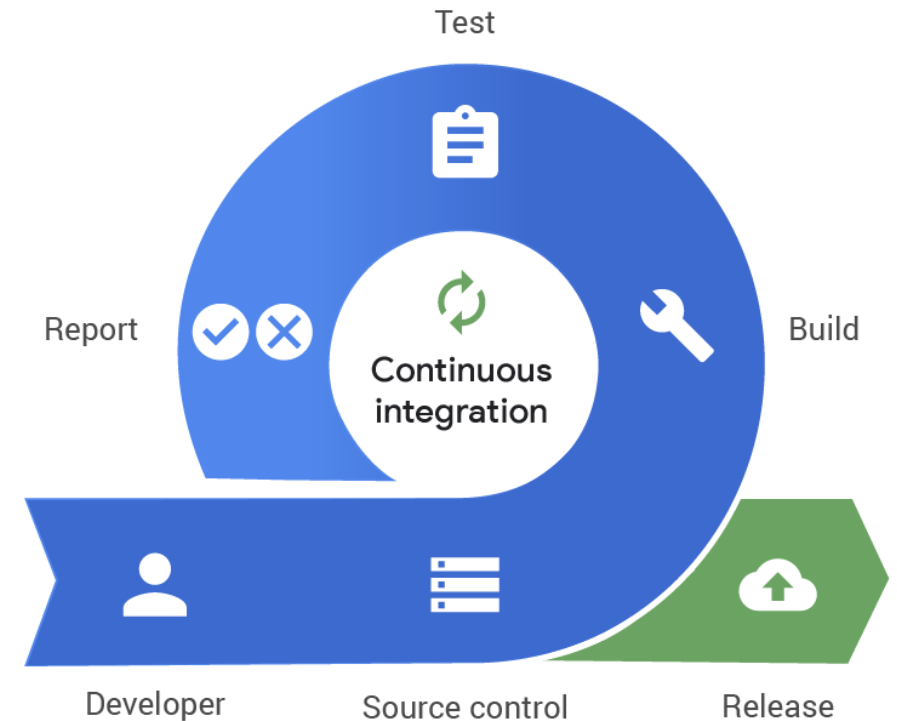 Test
Report
Build
Continuous
integration
Developer
Source control
Release